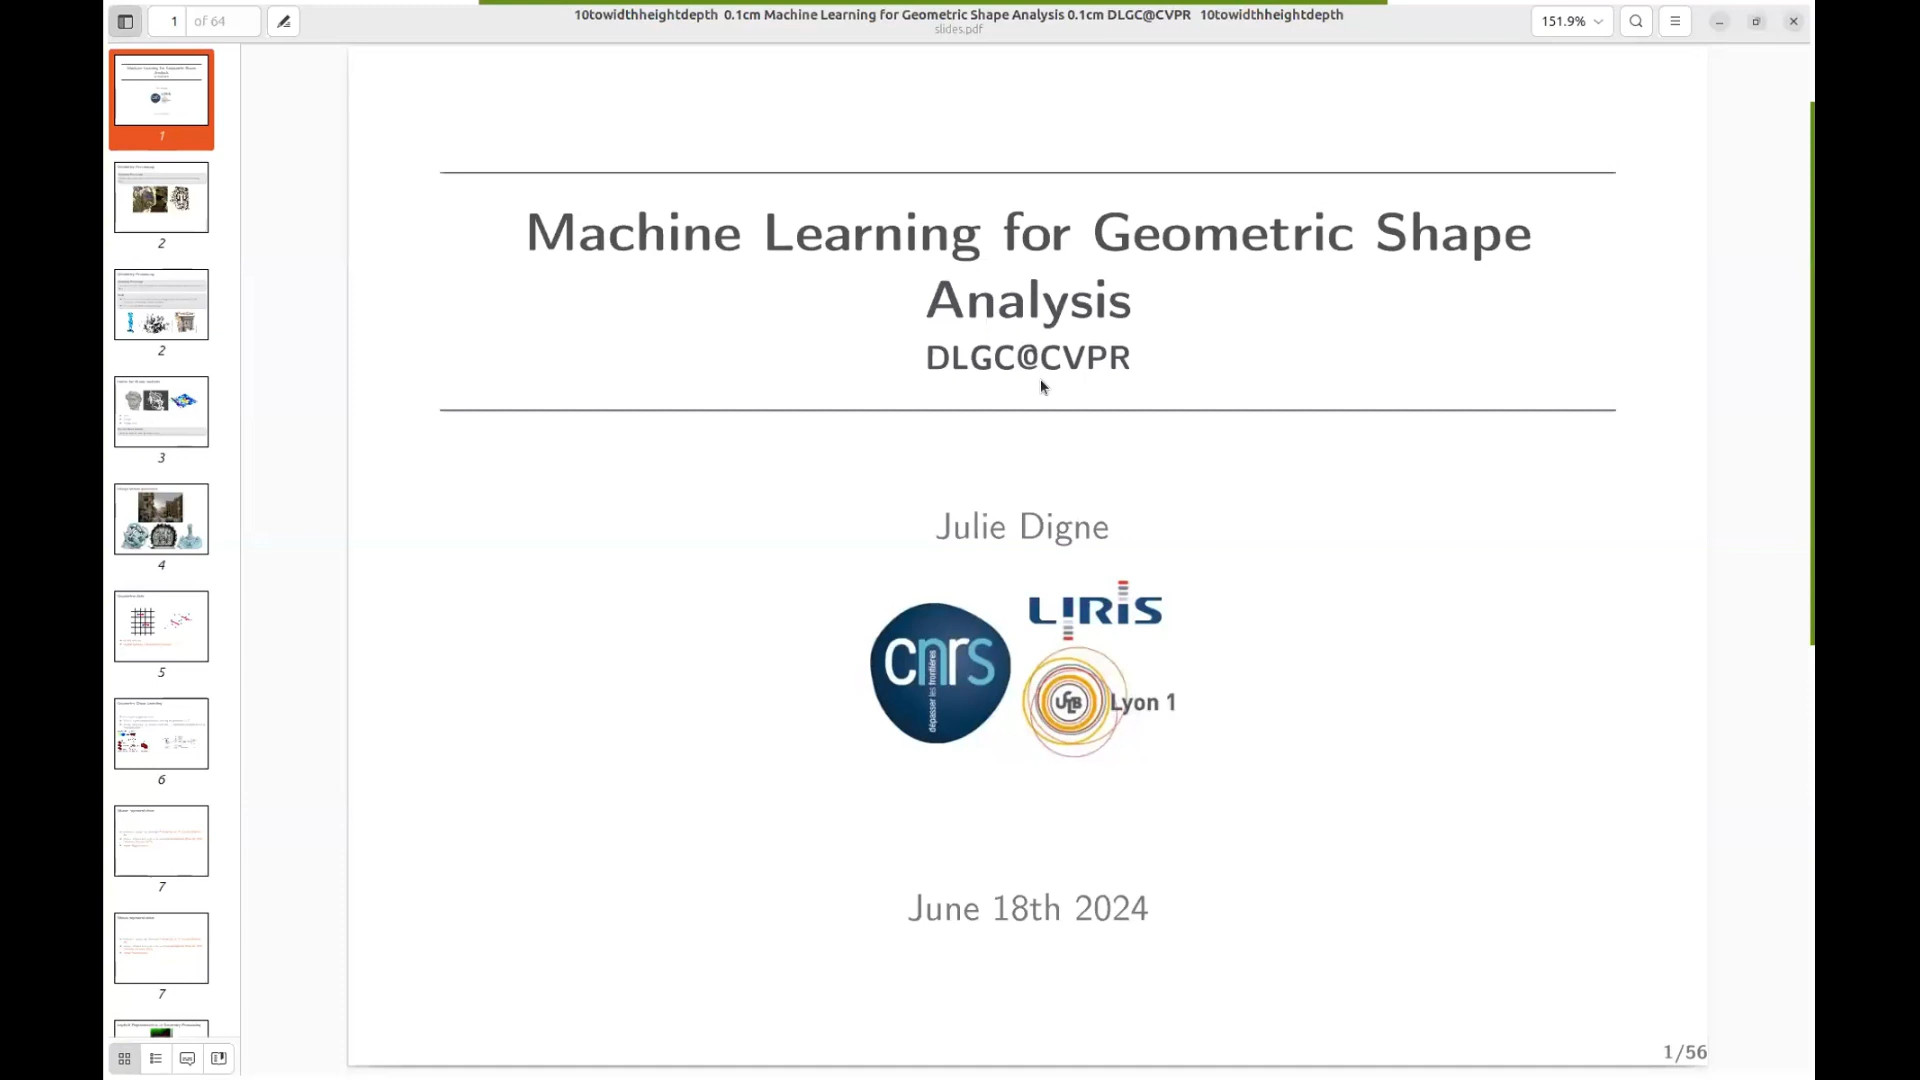 1 of 64
10towidthheightdepth 0.1cm Machine Learning for Geometric Shape Analysis 0.1cm DLGC@CVPR 10towidthheightdepth
slides.pdf
151.9%
1
2
2
3
4
5
6
7
7
Machine Learning for Geometric Shape
Analysis
DLGC@CVPR
Julie Digne
cnrs
dépasser les frontières
LIRIS
UCLB
Lyon 1
June 18th 2024
1/56